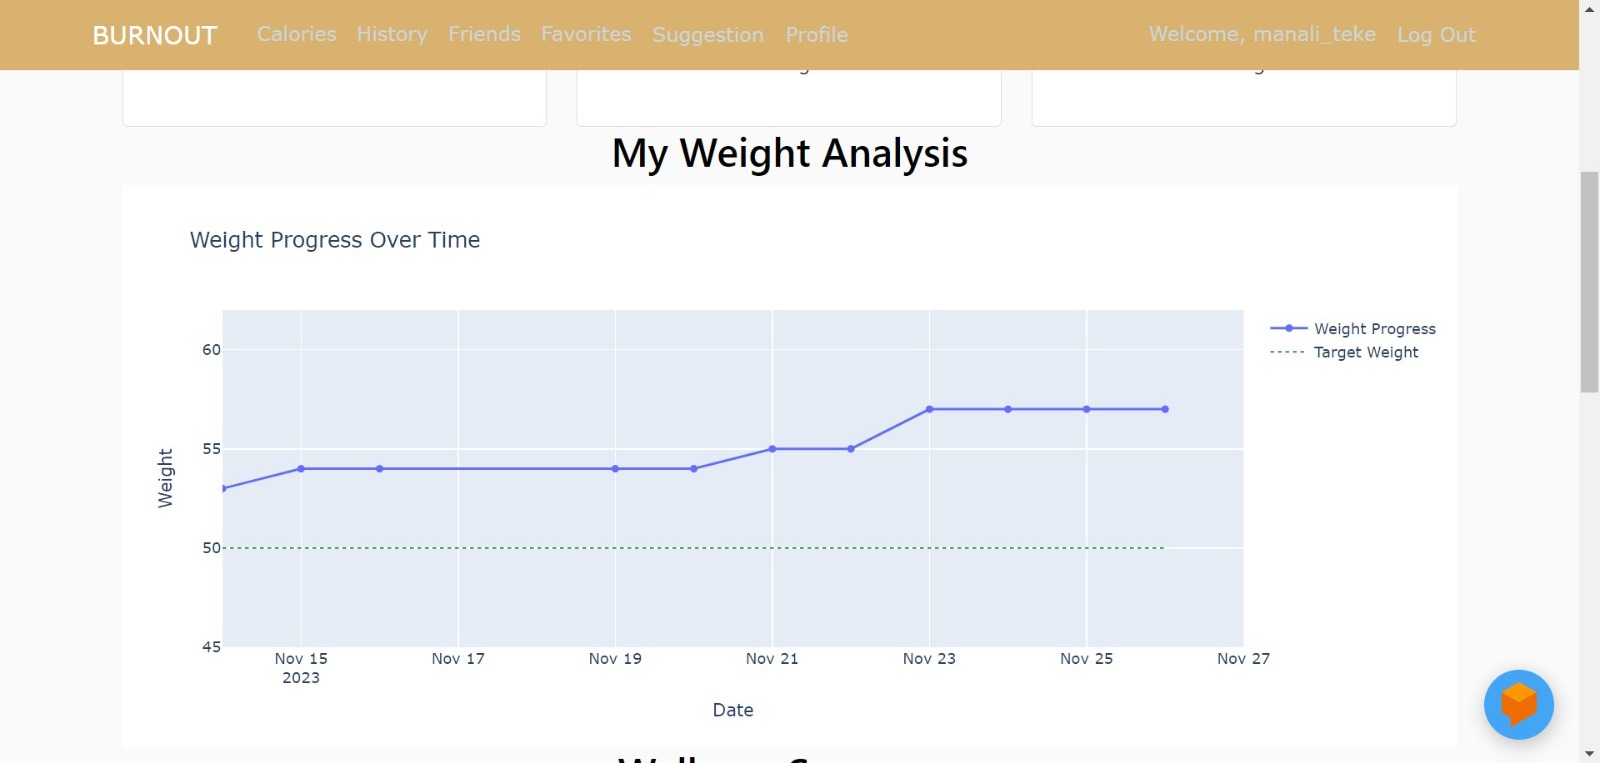 BURNOUT Calories History Friends Favorites Suggestion Profile Welcome, manali_teke Log Out
My Weight Analysis
Weight Progress Over Time
Weight Progress
Target Weight
60
55
50
45
Weight
Nov 15 Nov 17 Nov 19 Nov 21 Nov 23 Nov 25 Nov 27
2023
Date